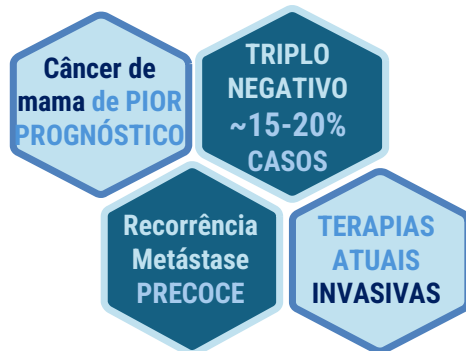 Câncer de
mama de PIOR
PROGNÓSTICO
TRIPLO
NEGATIVO
~15-20%
CASOS
Recorrência
Metástase
PRECOCE
TERAPIAS
ATUAIS
INVASIVAS